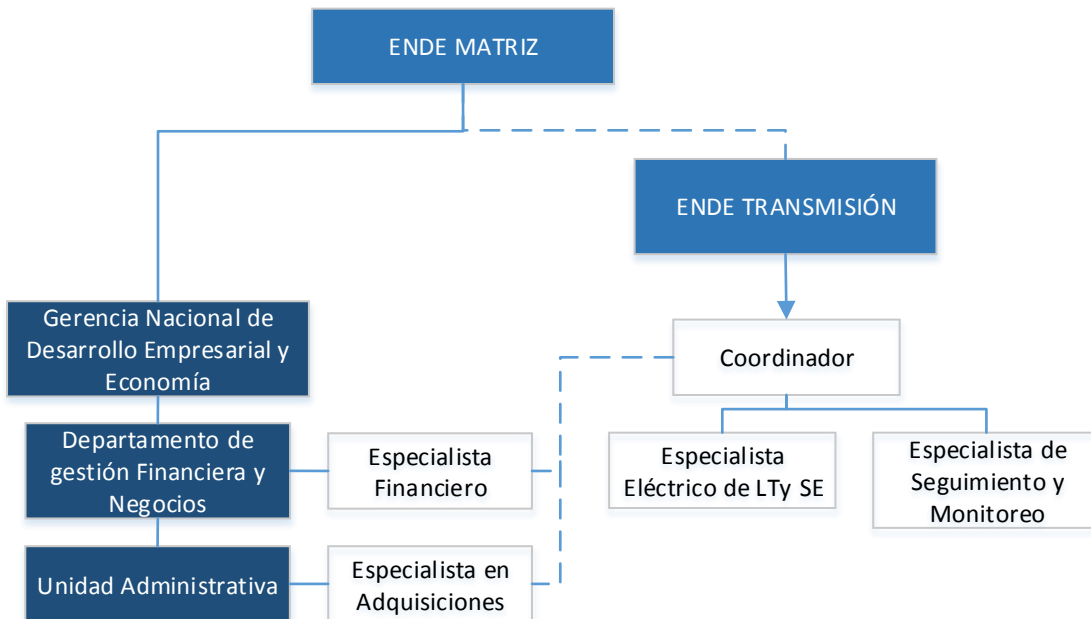 ENDE MATRIZ
ENDE TRANSMISIÓN
Gerencia Nacional de
Desarrollo Empresarial y
Economía
Coordinador
Departamento de
gestión Financiera y
Negocios
Especialista
Financiero
Especialista
Eléctrico de LTy SE
Especialista de
Seguimiento y
Monitoreo
Unidad Administrativa
Especialista en
Adquisiciones